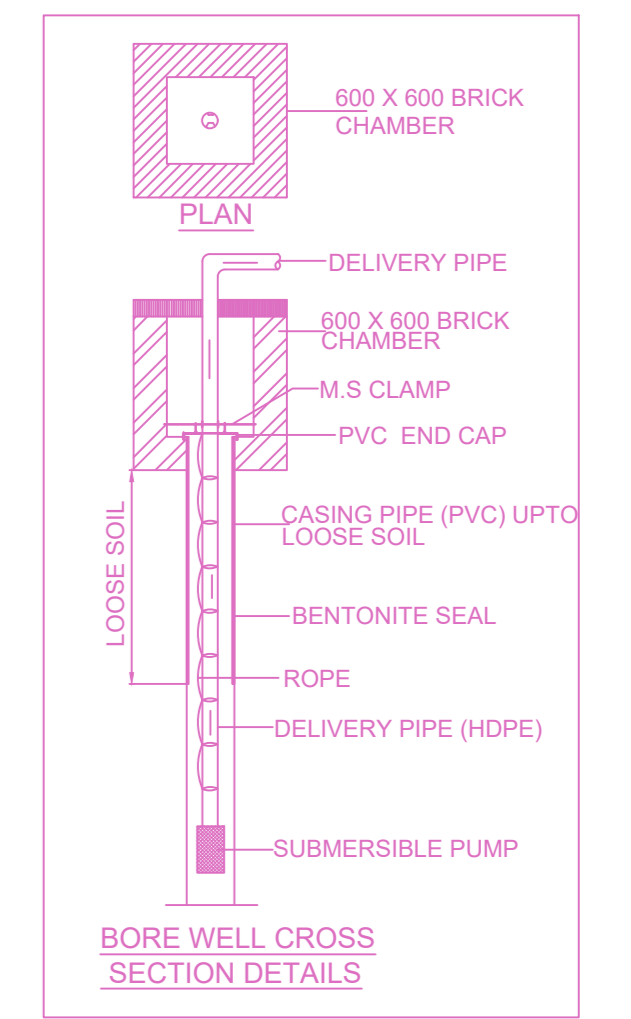 600 X 600 BRICK
CHAMBER
PLAN
DELIVERY PIPE
600 X 600 BRICK
CHAMBER
M.S CLAMP
PVC END CAP
LOOSE SOIL
CASING PIPE (PVC) UPTO
LOOSE SOIL
BENTONITE SEAL
ROPE
DELIVERY PIPE (HDPE)
SUBMERSIBLE PUMP
BORE WELL CROSS
SECTION DETAILS